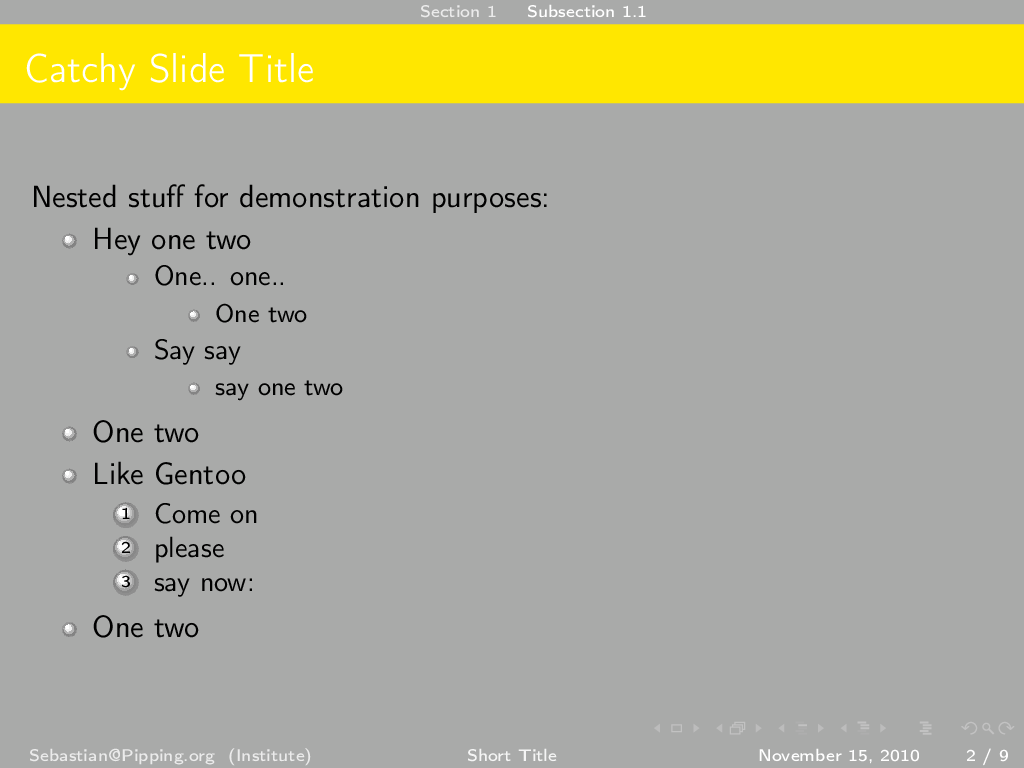 Section 1 Subsection 1.1
Catchy Slide Title
Nested stuff for demonstration purposes:
Hey one two
One.. one..
One two
Say say
say one two
One two
Like Gentoo
1 Come on
2 please
3 say now:
One two
Sebastian@Pipping.org (Institute) Short Title November 15, 2010 2 / 9